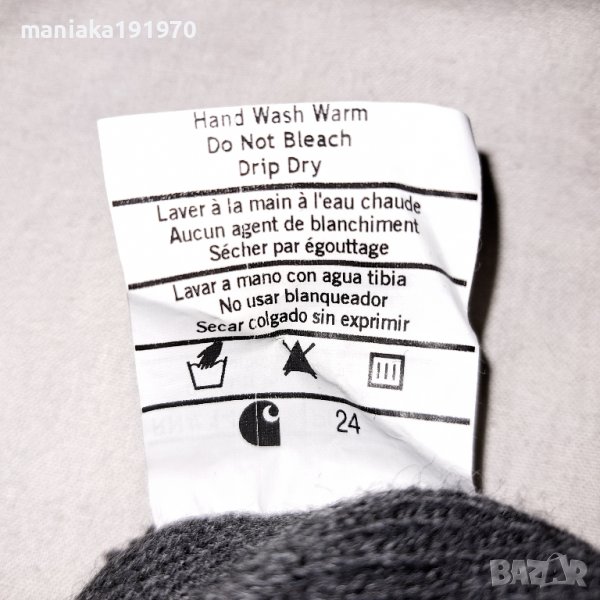 maniaka191970
Hand Wash Warm
Do Not Bleach
Drip Dry
Laver à la main à l'eau chaude
Aucun agent de blanchiment
Sécher par égouttage
Lavar a mano con agua tibia
No usar blanqueador
Secar colgado sin exprimir
24
BAZAR